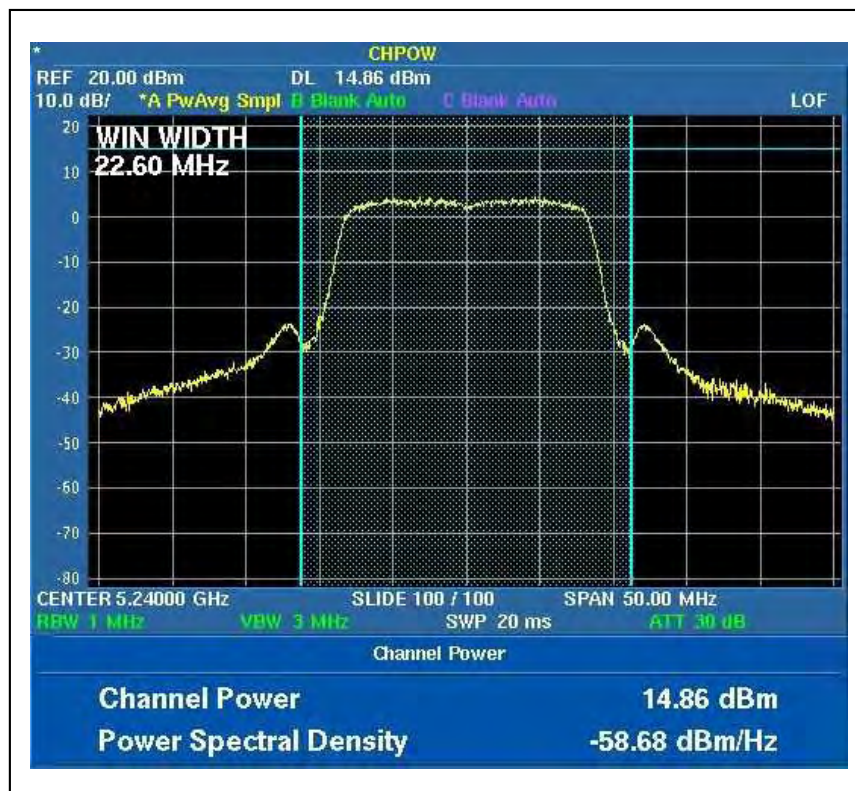 *
CHPOW
REF 20.00 dBm DL 14.86 dBm
10.0 dB/ *A PwAvg Smpl B Blank Auto C Blank Auto LOF
WIN WIDTH
22.60 MHz
20
10
0
-10
-20
-30
-40
-50
-60
-70
-80
CENTER 5.24000 GHz SLIDE 100 / 100 SPAN 50.00 MHz
RBW 1 MHz VBW 3 MHz SWP 20 ms ATT 30 dB
Channel Power
Channel Power 14.86 dBm
Power Spectral Density -58.68 dBm/Hz